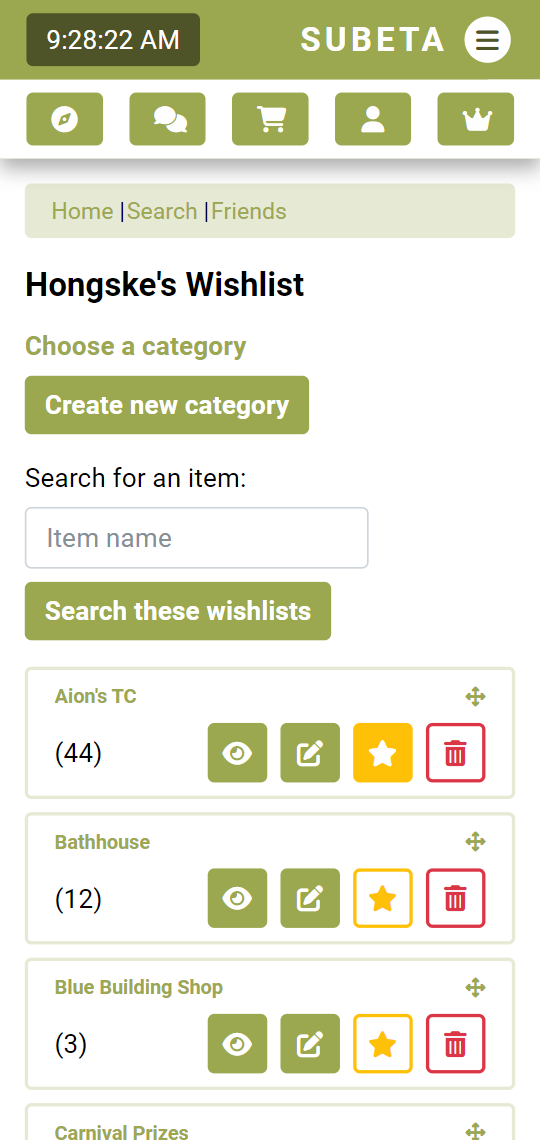 9:28:22 AM
SUBETA
Home |Search |Friends
Hongske's Wishlist
Choose a category
Create new category
Search for an item:
Item name
Search these wishlists
Aion's TC
(44)
Bathhouse
(12)
Blue Building Shop
(3)
Carnival Prizes